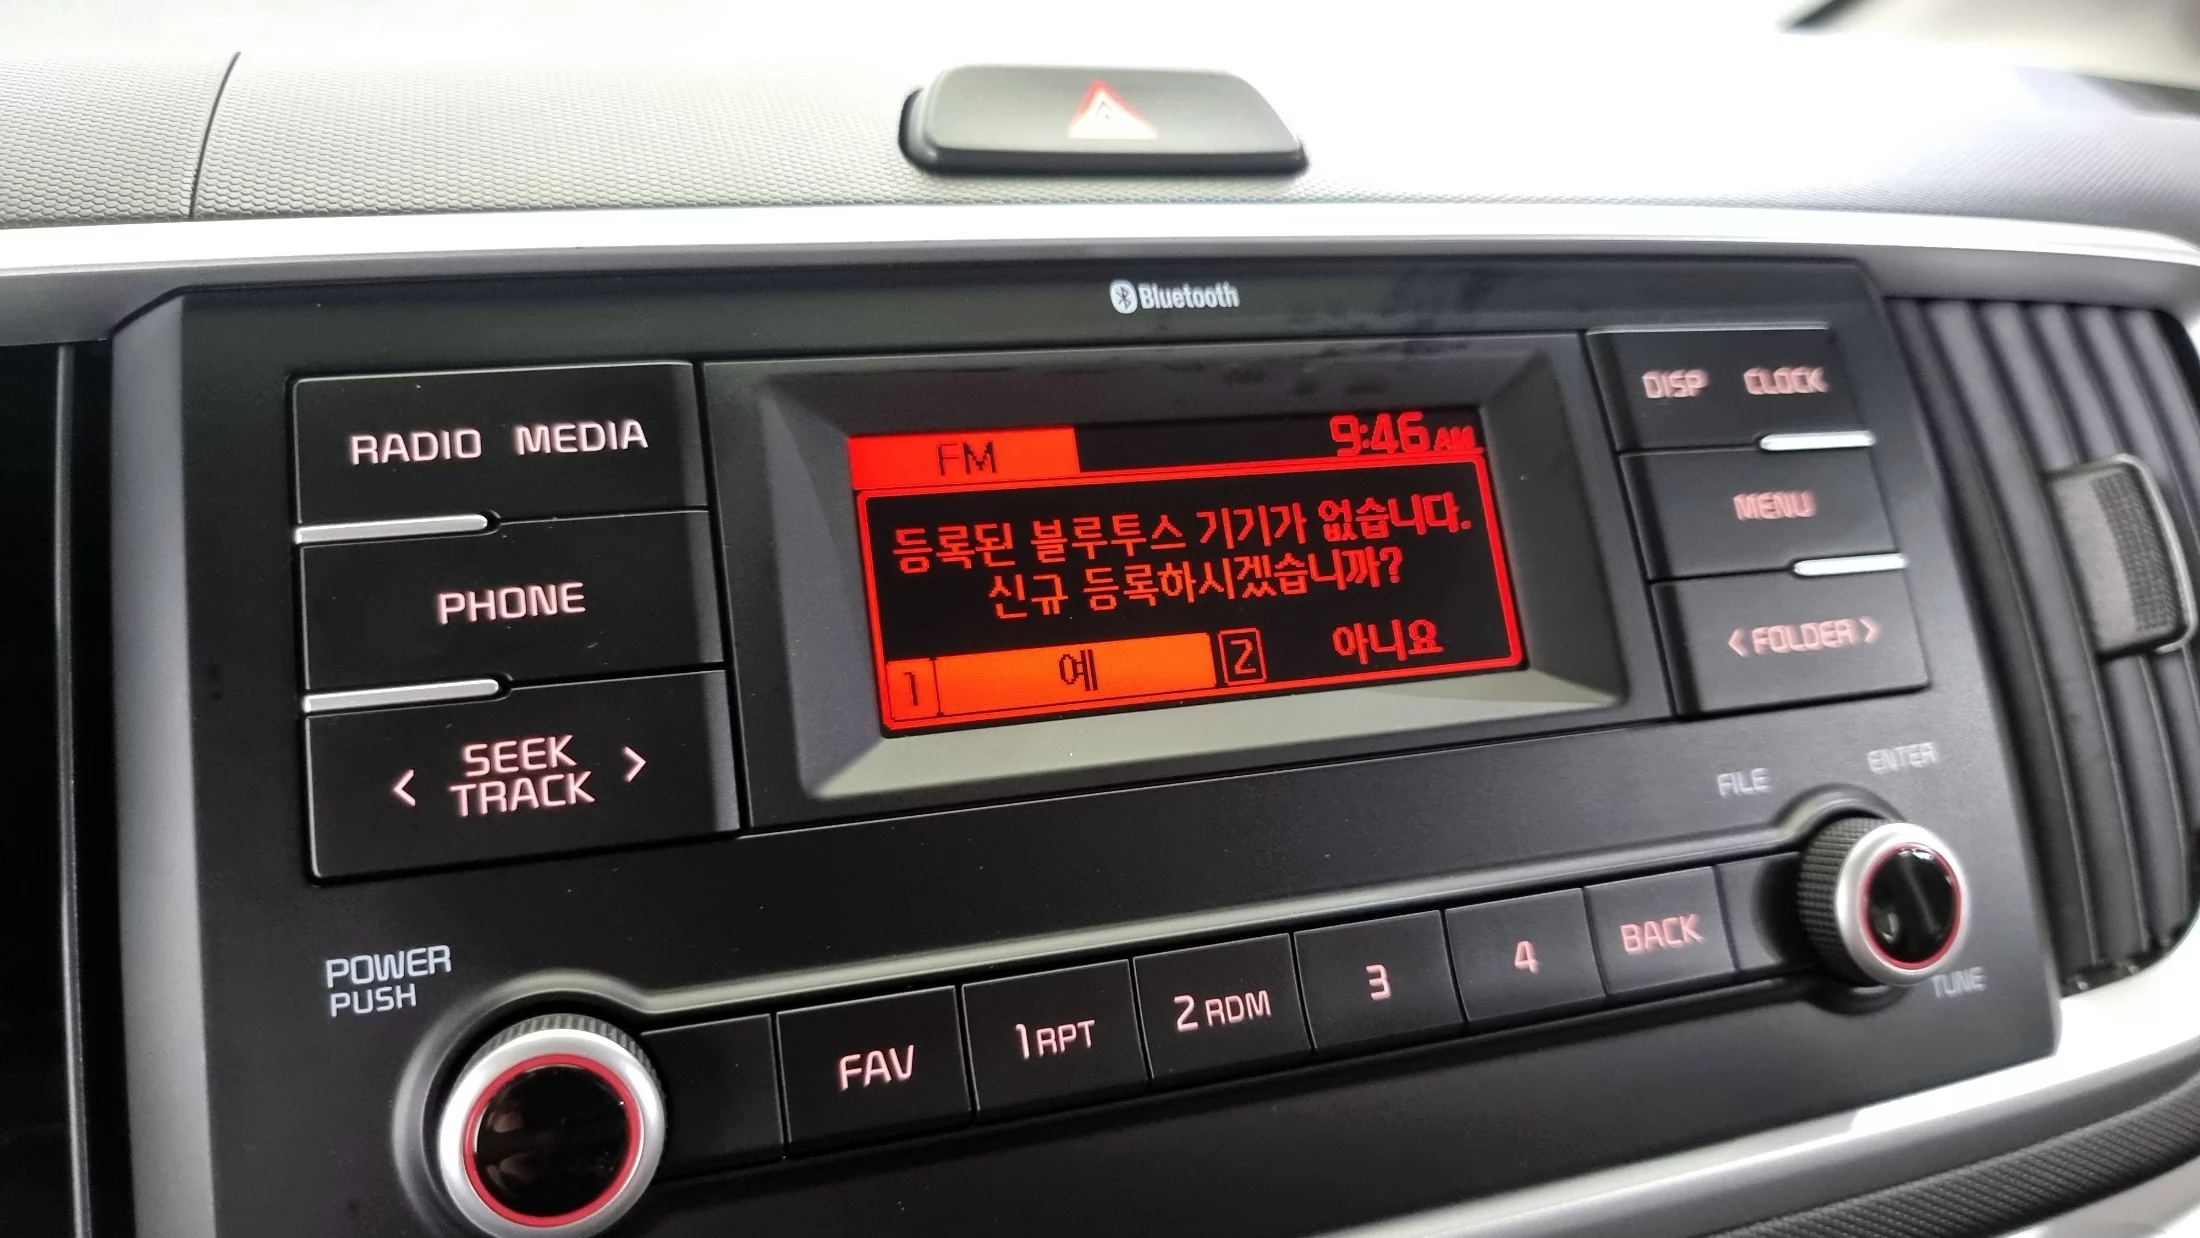 Bluetooth
RADIO MEDIA
PHONE
< SEEK TRACK >
FM
9:46 AM
등록된 블루투스 기기가 없습니다.
신규 등록하시겠습니까?
1 예 2 아니요
DISP CLOCK
MENU
< FOLDER >
FILE
ENTER
TUNE
POWER
PUSH
FAV
1 RPT
2 RDM
3
4
BACK